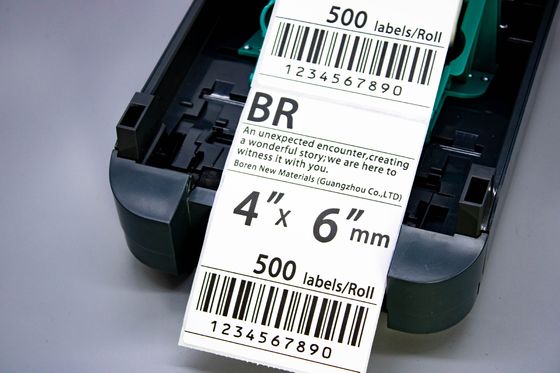 500 labels/Roll
1234567890
BR
An unexpected encounter,creating
a wonderful story;we are here to
witness it with you.
Boren New Materials (Guangzhou Co.,LTD)
4” x 6” mm
500 labels/Roll
1234567890